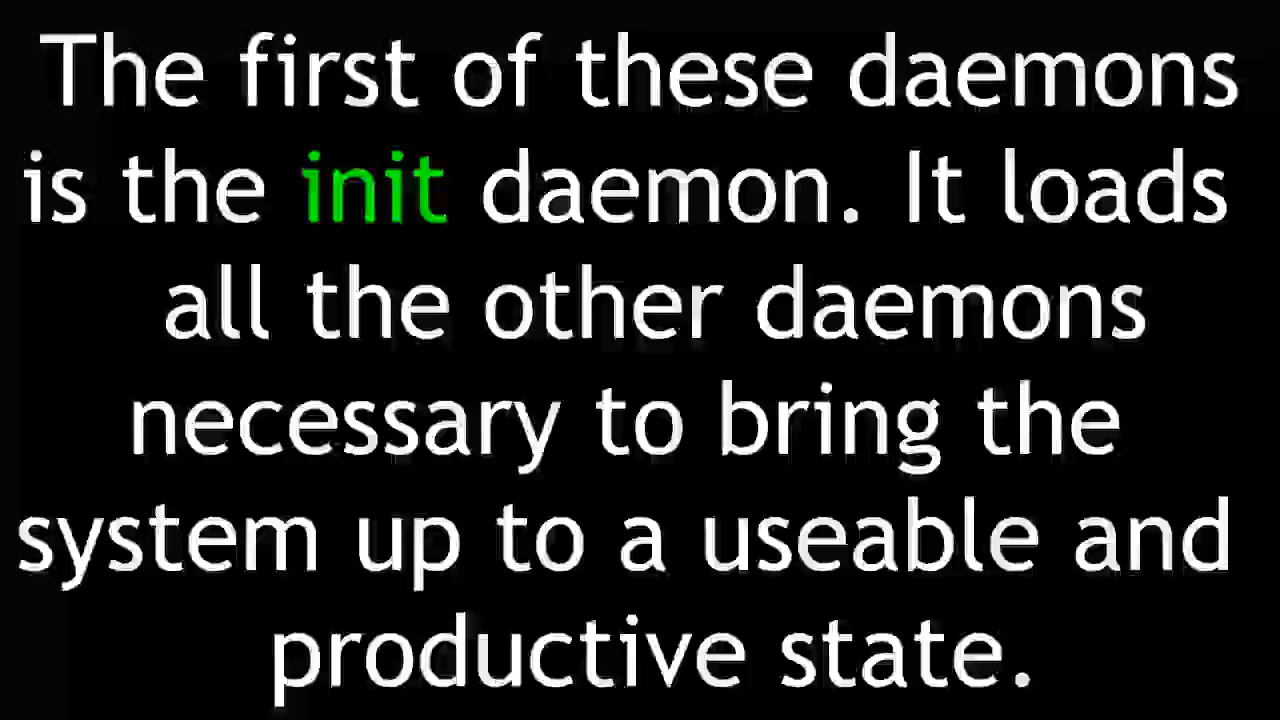 The first of these daemons
is the init daemon. It loads
all the other daemons
necessary to bring the
system up to a useable and
productive state.